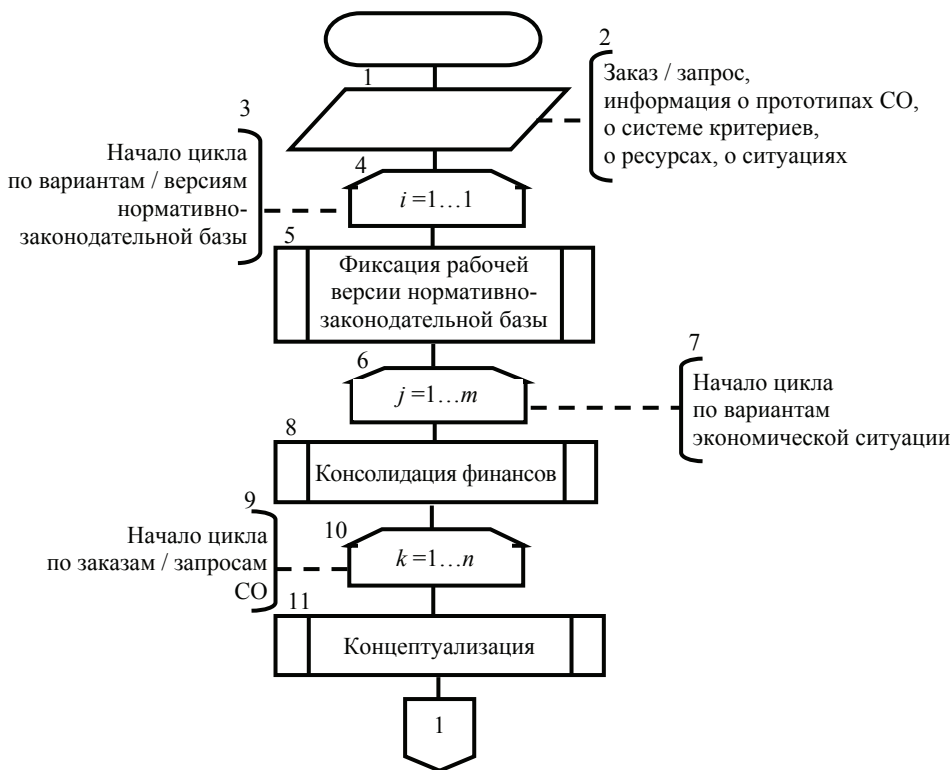 1
2
Заказ / запрос,
информация о прототипах СО,
о системе критериев,
о ресурсах, о ситуациях
3
Начало цикла
по вариантам / версиям
нормативно-
законодательной базы
4
i =1…1
5
Фиксация рабочей
версии нормативно-
законодательной базы
6
j =1…m
7
Начало цикла
по вариантам
экономической ситуации
8
Консолидация финансов
9
Начало цикла
по заказам / запросам
СО
10
k =1…n
11
Концептуализация
1